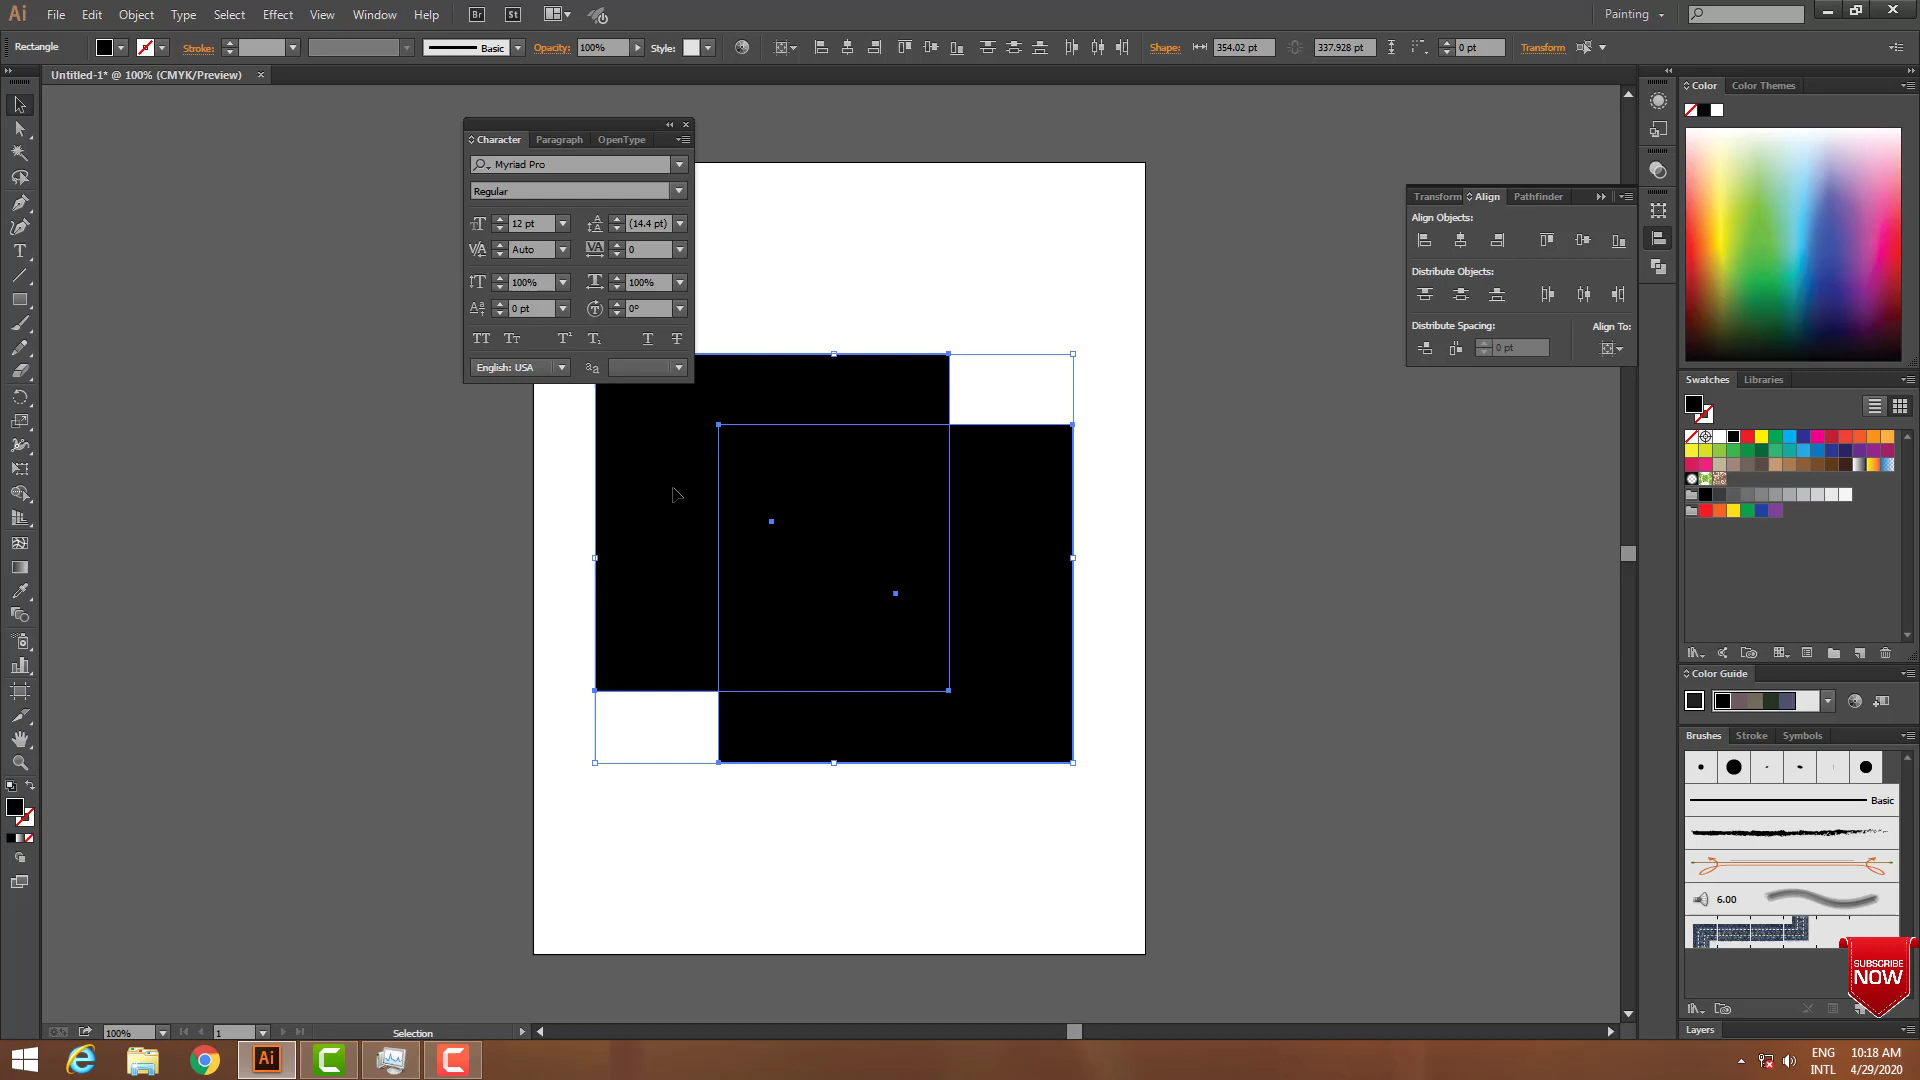 Ai File Edit Object Type Select Effect View Window Help Br St Painting
Rectangle Stroke: Basic Opacity: 100% Style: Shape: 354.02 pt 337.928 pt 0 pt Transform
Untitled-1* @ 100% (CMYK/Preview)
Color Color Themes
Character Paragraph OpenType
Myriad Pro
Regular
12 pt (14.4 pt)
Auto 0
100% 100%
0 pt 0°
English: USA
Transform Align Pathfinder
Align Objects:
Distribute Objects:
Distribute Spacing: Align To:
0 pt
Swatches Libraries
Color Guide
Brushes Stroke Symbols
Basic
6.00
SUBSCRIBE
NOW
Layers
100% 1 Selection
Ai
ENG 10:18 AM
INTL 4/29/2020